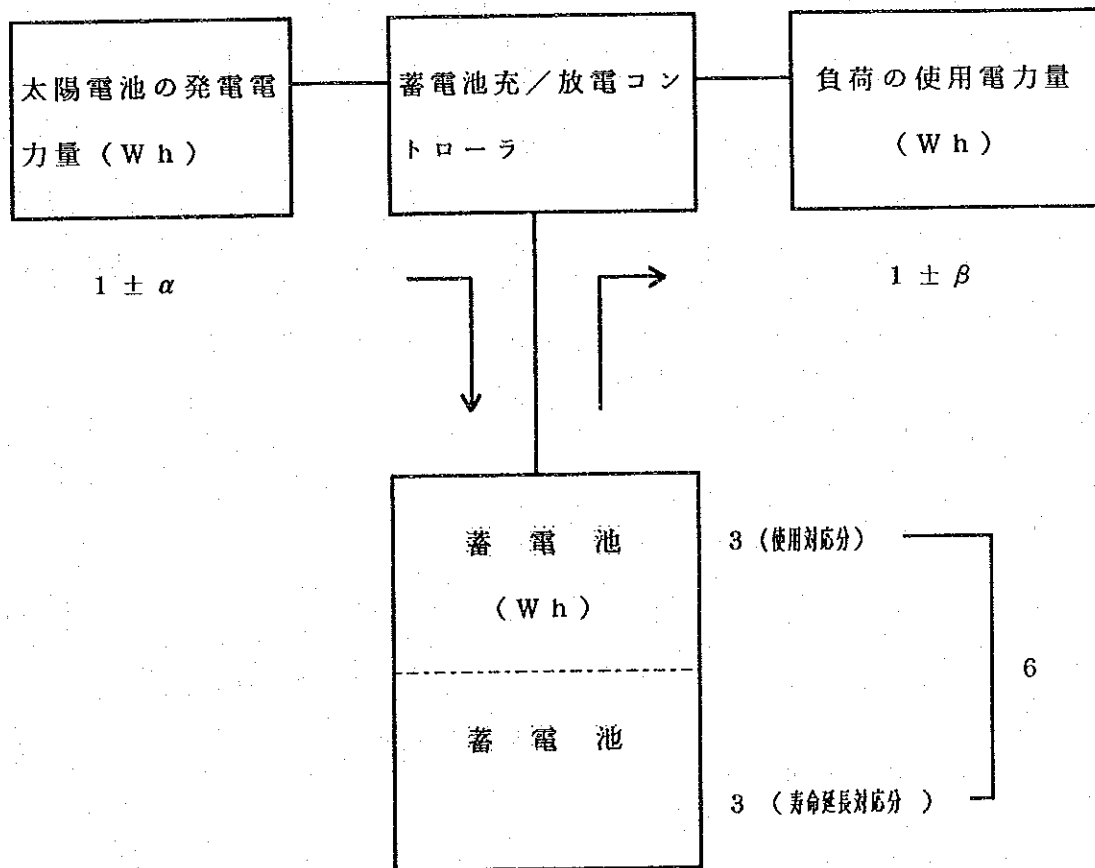 太陽電池の発電電
力量(Wh)
蓄電池充／放電コン
トローラ
負荷の使用電力量
(Wh)
1 ± α
1 ± β
蓄電池
(Wh)
3 (使用対応分)
6
蓄電池
3 (寿命延長対応分)